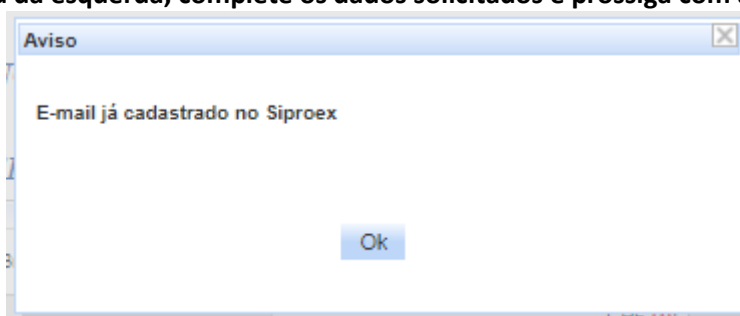 da esquerda, complete os dados solicitados e prossiga com
Aviso
E-mail já cadastrado no Siproex
Ok